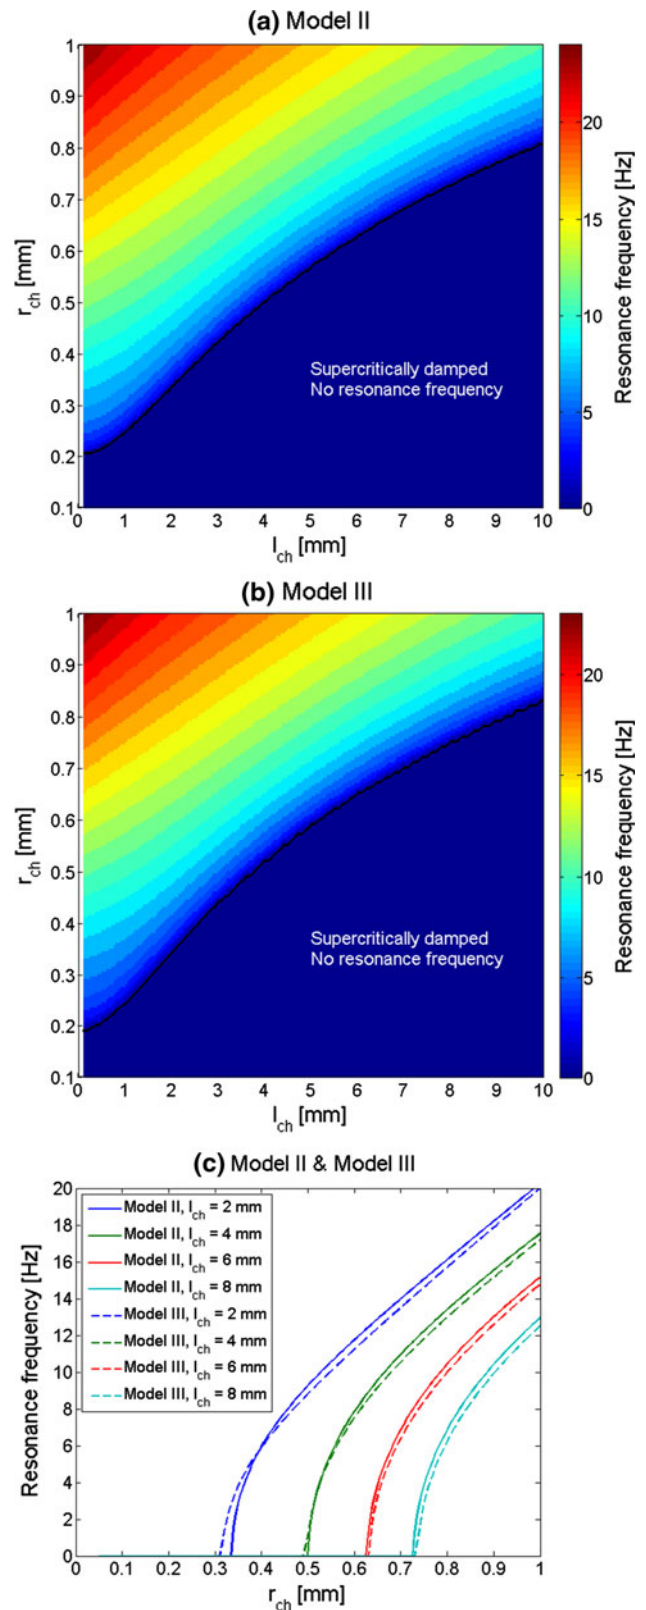 (a) Model II
1
0.9
0.8
0.7
0.6
0.5
0.4
0.3
0.2
0.1
r_ch [mm]
Supercritically damped
No resonance frequency
0 1 2 3 4 5 6 7 8 9 10
l_ch [mm]
20
15
10
5
0
Resonance frequency [Hz]
(b) Model III
1
0.9
0.8
0.7
0.6
0.5
0.4
0.3
0.2
0.1
r_ch [mm]
Supercritically damped
No resonance frequency
0 1 2 3 4 5 6 7 8 9 10
l_ch [mm]
20
15
10
5
0
Resonance frequency [Hz]
(c) Model II & Model III
20
18
16
14
12
10
8
6
4
2
0
Resonance frequency [Hz]
Model II, l_ch = 2 mm
Model II, l_ch = 4 mm
Model II, l_ch = 6 mm
Model II, l_ch = 8 mm
Model III, l_ch = 2 mm
Model III, l_ch = 4 mm
Model III, l_ch = 6 mm
Model III, l_ch = 8 mm
0 0.1 0.2 0.3 0.4 0.5 0.6 0.7 0.8 0.9 1
r_ch [mm]